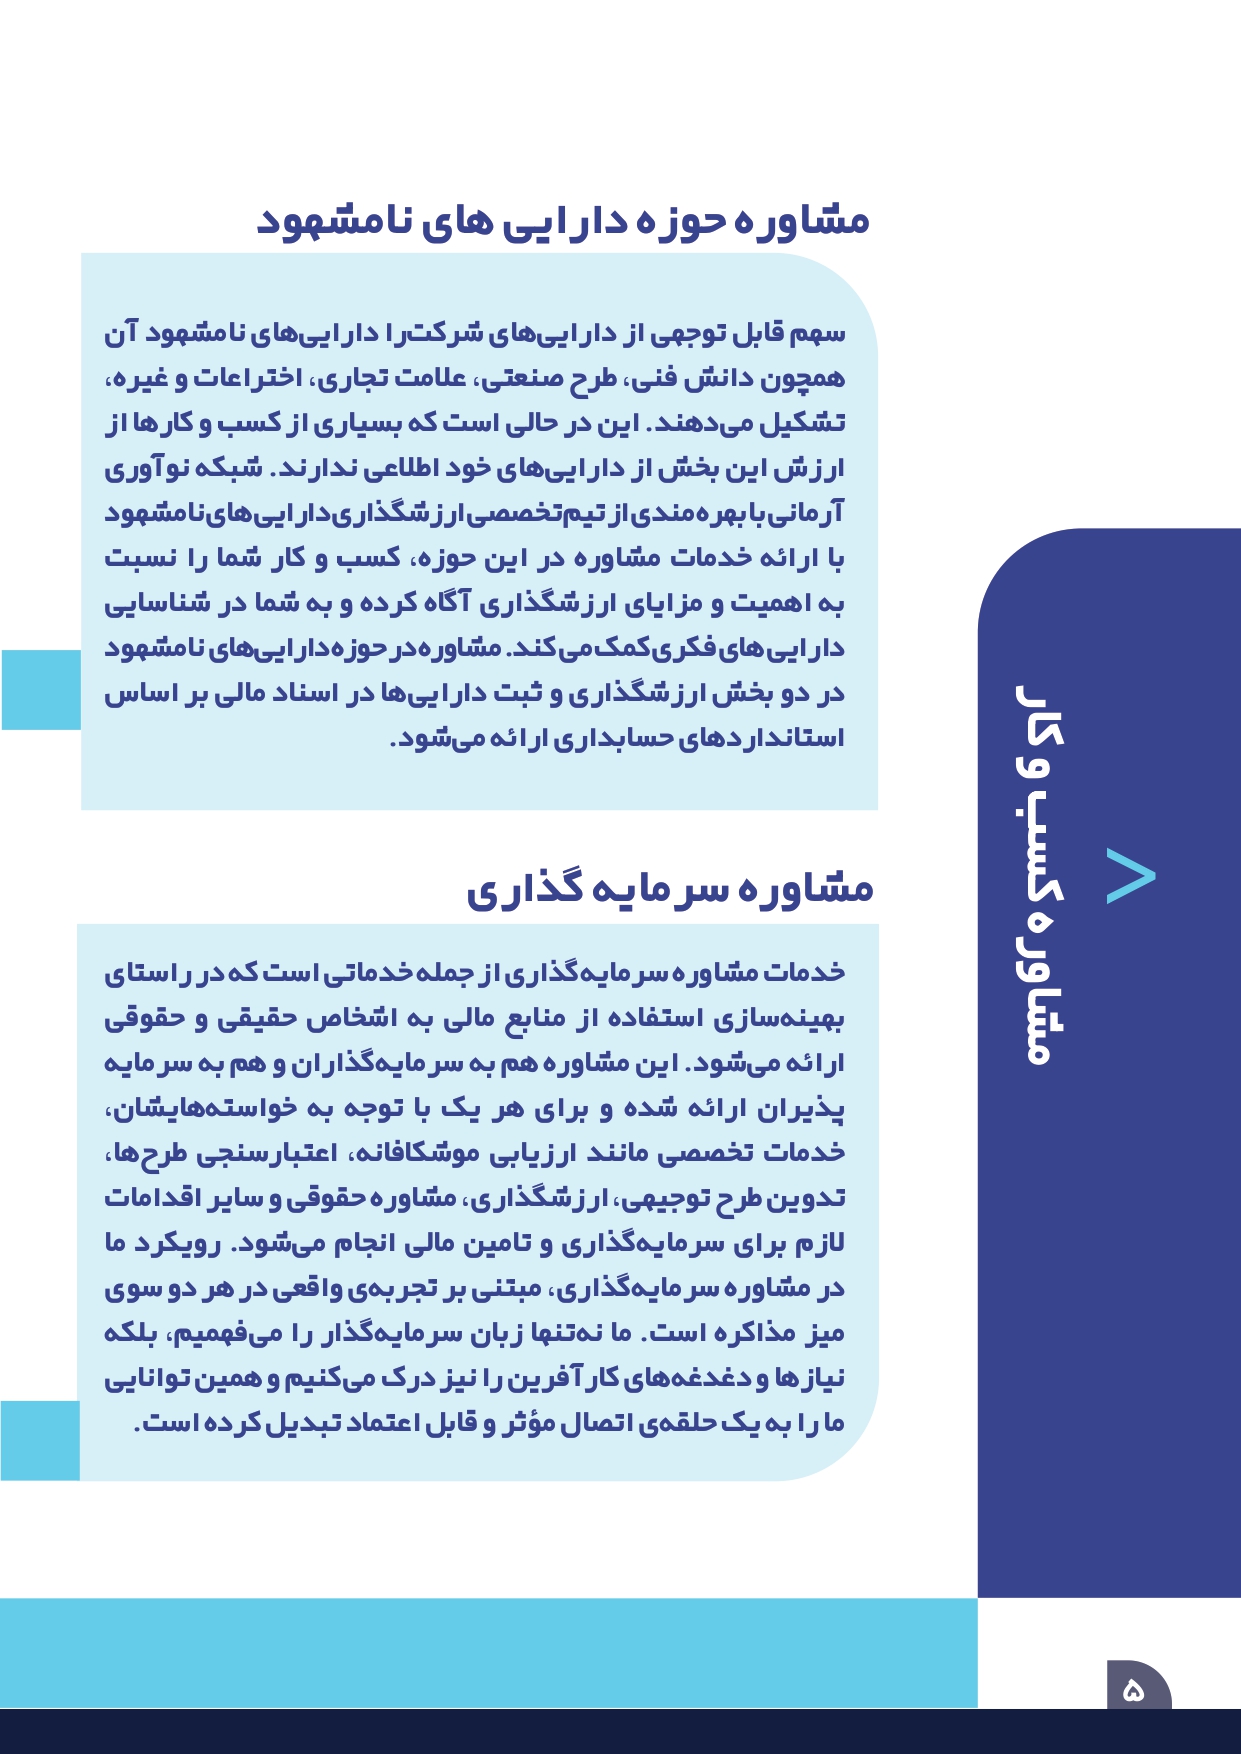 مشاوره حوزه دارایی های نامشهود
سهم قابل توجهی از دارایی‌های شرکت‌را دارایی‌های نامشهود آن
همچون دانش فنی، طرح صنعتی، علامت تجاری، اختراعات و غیره،
تشکیل می‌دهند. این در حالی است که بسیاری از کسب و کارها از
ارزش این بخش از دارایی‌های خود اطلاعی ندارند. شبکه نوآوری
آرمانی با بهره‌مندی از تیم‌تخصصی ارزشگذاری دارایی‌های نامشهود
با ارائه خدمات مشاوره در این حوزه، کسب و کار شما را نسبت
به اهمیت و مزایای ارزشگذاری آگاه کرده و به شما در شناسایی
دارایی های فکری کمک می کند. مشاوره در حوزه دارایی‌های نامشهود
در دو بخش ارزشگذاری و ثبت دارایی‌ها در اسناد مالی بر اساس
استانداردهای حسابداری ارائه می‌شود.
مشاوره سرمایه گذاری
خدمات مشاوره سرمایه‌گذاری از جمله خدماتی است که در راستای
بهینه‌سازی استفاده از منابع مالی به اشخاص حقیقی و حقوقی
ارائه می‌شود. این مشاوره هم به سرمایه‌گذاران و هم به سرمایه
پذیران ارائه شده و برای هر یک با توجه به خواسته‌هایشان،
خدمات تخصصی مانند ارزیابی موشکافانه، اعتبارسنجی طرح‌ها،
تدوین طرح توجیهی، ارزشگذاری، مشاوره حقوقی و سایر اقدامات
لازم برای سرمایه‌گذاری و تامین مالی انجام می‌شود. رویکرد ما
در مشاوره سرمایه‌گذاری، مبتنی بر تجربه‌ی واقعی در هر دو سوی
میز مذاکره است. ما نه‌تنها زبان سرمایه‌گذار را می‌فهمیم، بلکه
نیازها و دغدغه‌های کارآفرین را نیز درک می‌کنیم و همین توانایی
ما را به یک حلقه‌ی اتصال مؤثر و قابل اعتماد تبدیل کرده است.
مشاوره کسب و کار
>
۵